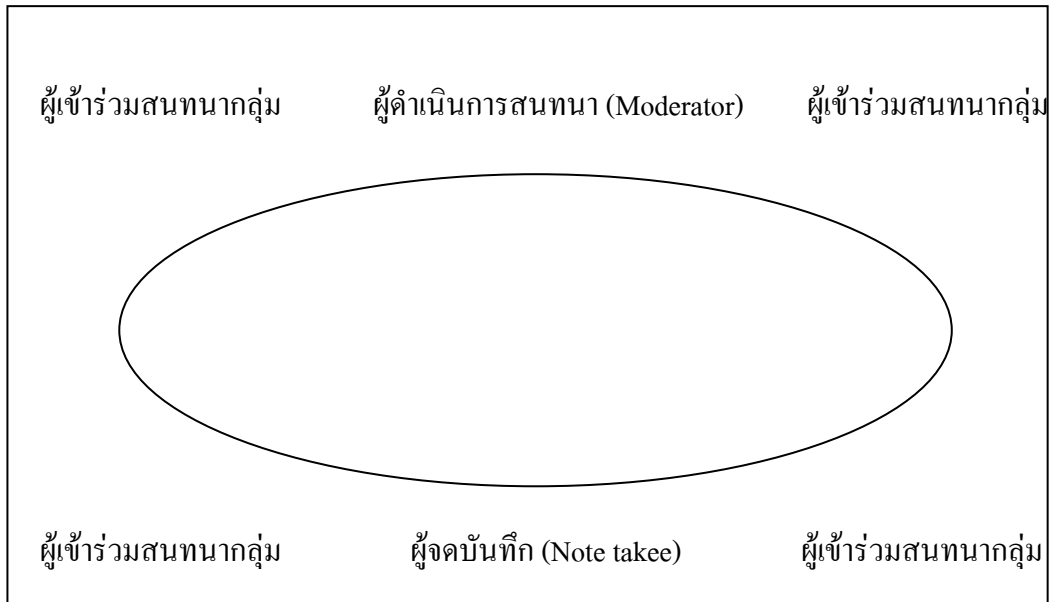 ผู้เข้าร่วมสนทนากลุ่ม ผู้ดำเนินการสนทนา (Moderator) ผู้เข้าร่วมสนทนากลุ่ม
ผู้เข้าร่วมสนทนากลุ่ม ผู้จดบันทึก (Note takee) ผู้เข้าร่วมสนทนากลุ่ม